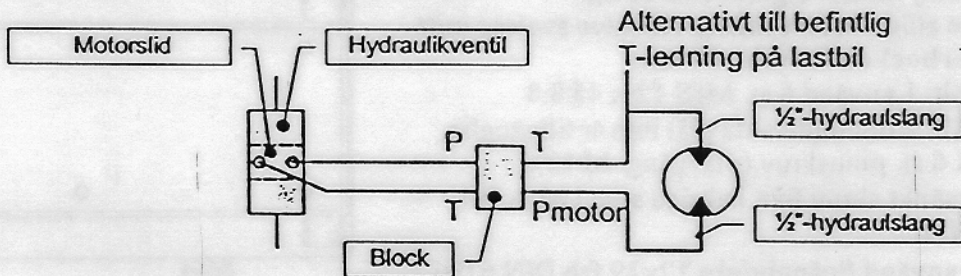 Alternativt till befintlig
T-ledning på lastbil
Motorslid
Hydraulikventil
½"-hydraulslang
P
T
T
Pmotor
½"-hydraulslang
Block